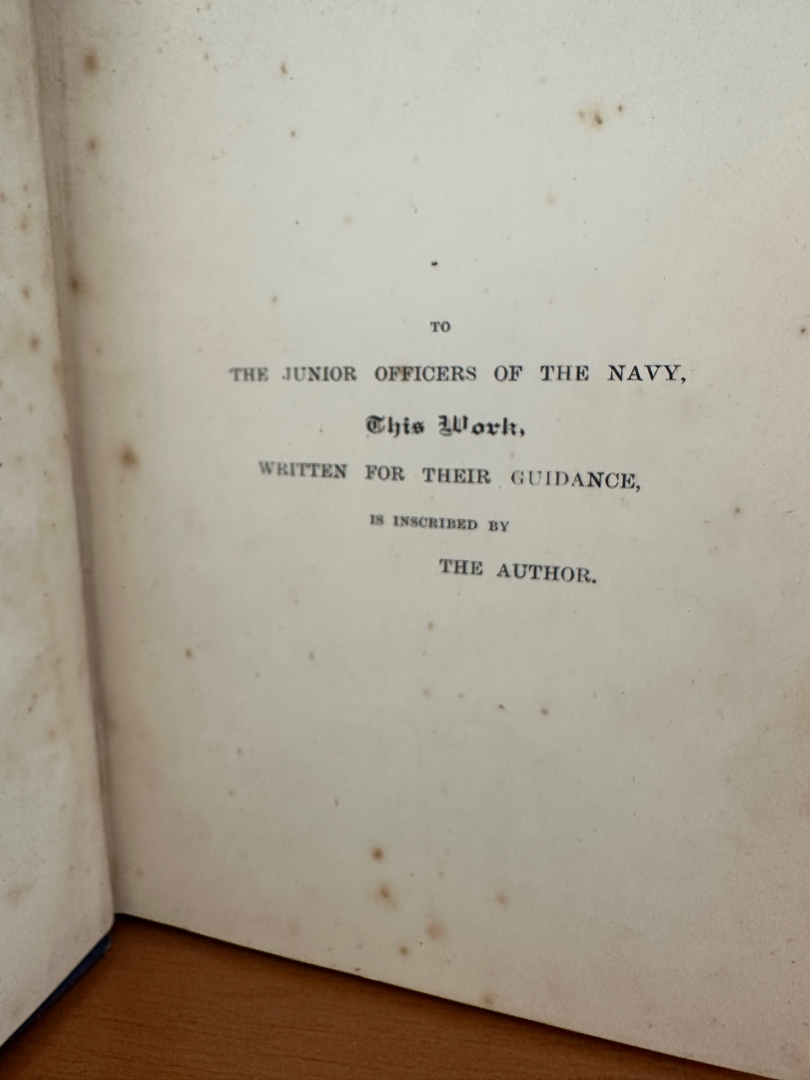 TO
THE JUNIOR OFFICERS OF THE NAVY,
This Work,
WRITTEN FOR THEIR GUIDANCE,
IS INSCRIBED BY
THE AUTHOR.